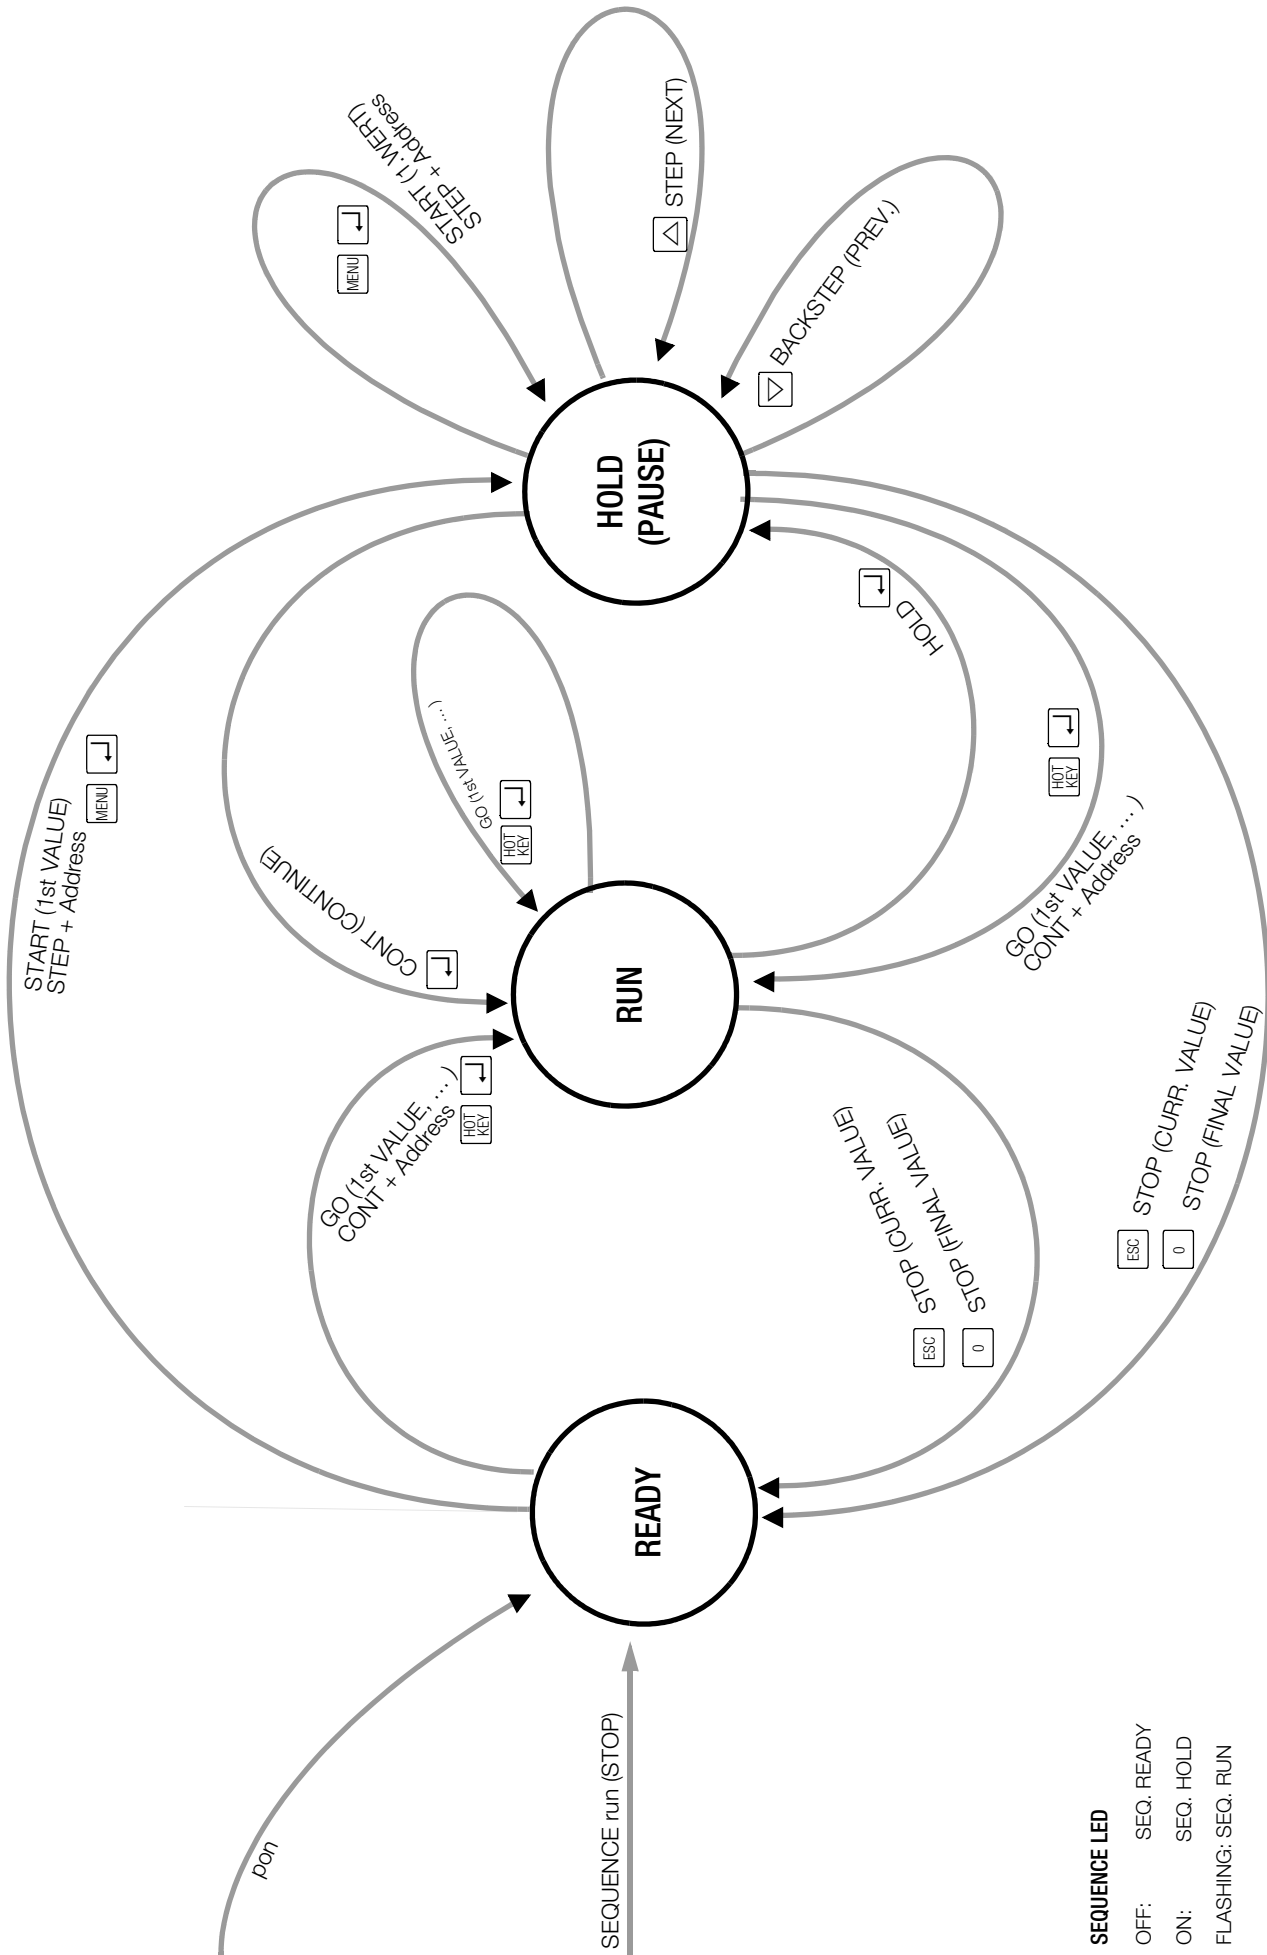 START (1st VALUE)
STEP + Address
MENU
START (1.WERT)
STEP + Address
MENU
STEP (NEXT)
BACKSTEP (PREV.)
CONT (CONTINUE)
GO (1st VALUE, ... )
HOT
KEY
GO (1st VALUE, ... )
CONT + Address
HOT
KEY
HOLD
(PAUSE)
RUN
READY
HOLD
HOT
KEY
GO (1st VALUE, ... )
CONT + Address
ESC STOP (CURR. VALUE)
0 STOP (FINAL VALUE)
ESC STOP (CURR. VALUE)
0 STOP (FINAL VALUE)
pon
SEQUENCE run (STOP)
SEQUENCE LED
OFF: SEQ. READY
ON: SEQ. HOLD
FLASHING: SEQ. RUN